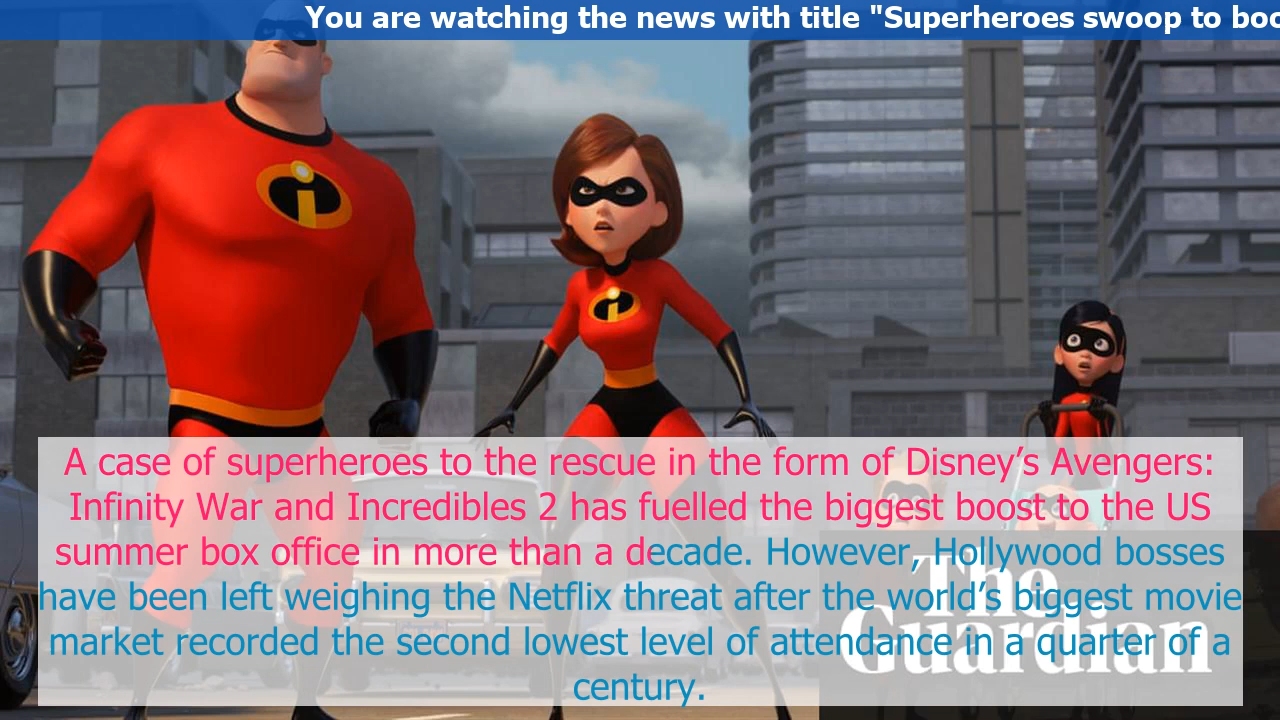 You are watching the news with title "Superheroes swoop to boo
A case of superheroes to the rescue in the form of Disney’s Avengers:
Infinity War and Incredibles 2 has fuelled the biggest boost to the US
summer box office in more than a decade. However, Hollywood bosses
have been left weighing the Netflix threat after the world’s biggest movie
market recorded the second lowest level of attendance in a quarter of a
century.
The
Guardian